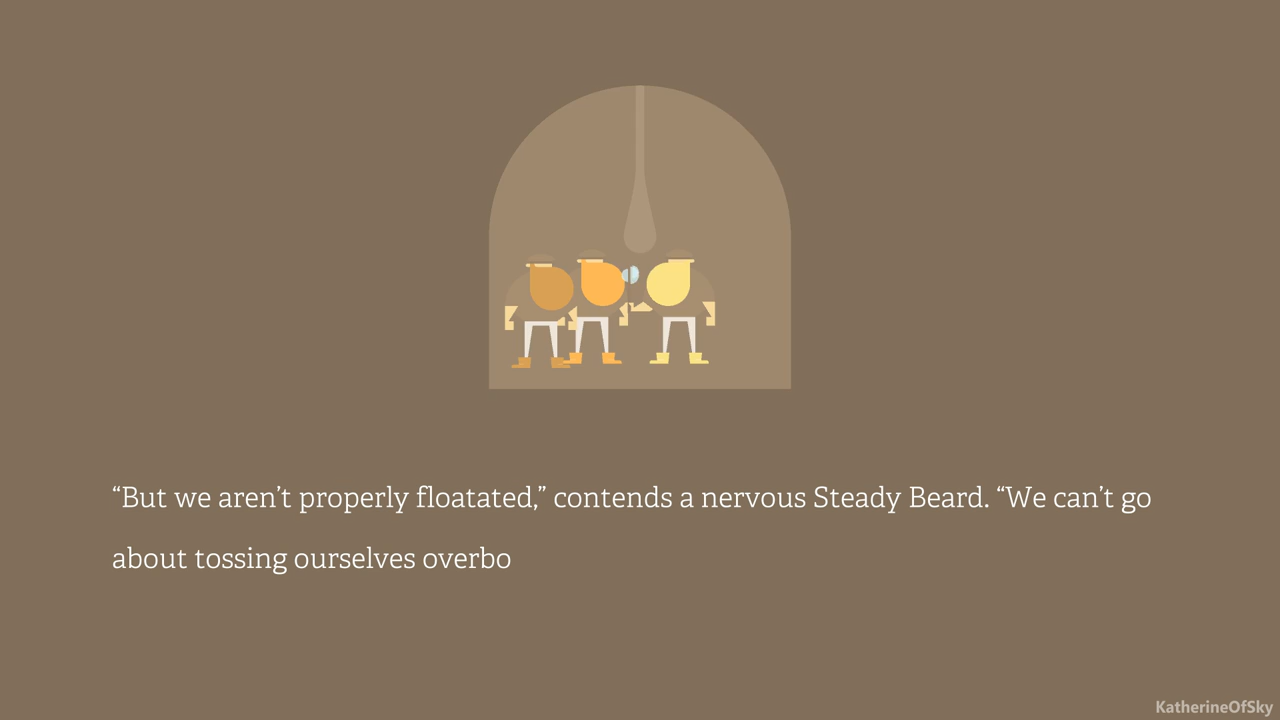 “But we aren’t properly floatated,” contends a nervous Steady Beard. “We can’t go
about tossing ourselves overbo
KatherineOfSky